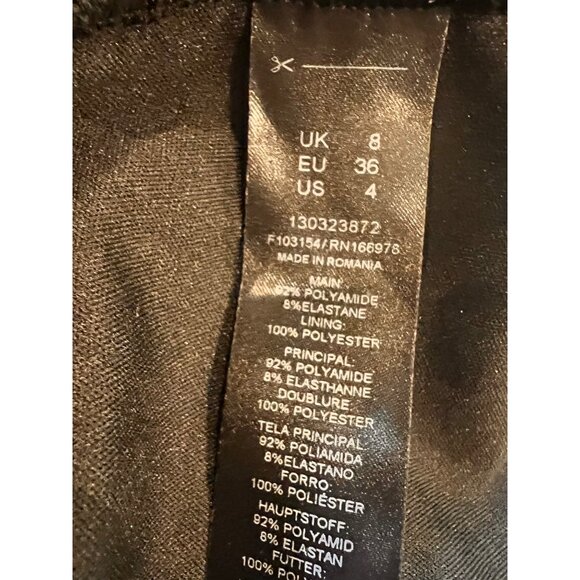 UK 8
EU 36
US 4
130323872
F103154/RN166978
MADE IN ROMANIA
MAIN:
92% POLYAMIDE
8%ELASTANE
LINING:
100% POLYESTER
PRINCIPAL:
92% POLYAMIDE
8% ELASTHANNE
DOUBLURE:
100% POLYESTER
TELA PRINCIPAL:
92% POLIAMIDA
8%ELASTANO
FORRO:
100% POLIÉSTER
HAUPTSTOFF:
92% POLYAMID
8% ELASTAN
FUTTER:
100% POLYESTER